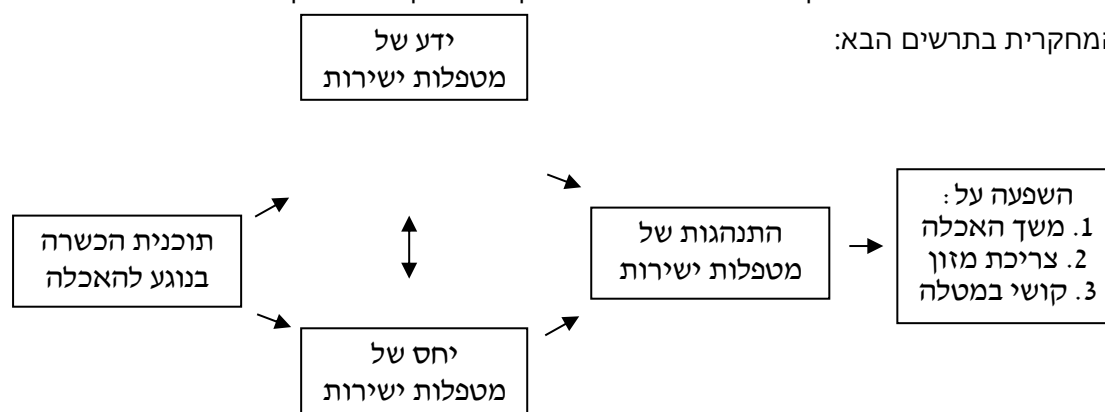 המחקרית בתרשים הבא:
ידע של
מטפלות ישירות
תוכנית הכשרה
בנוגע להאכלה
יחס של
מטפלות ישירות
התנהגות של
מטפלות ישירות
השפעה על:
1. משך האכלה
2. צריכת מזון
3. קושי במטלה